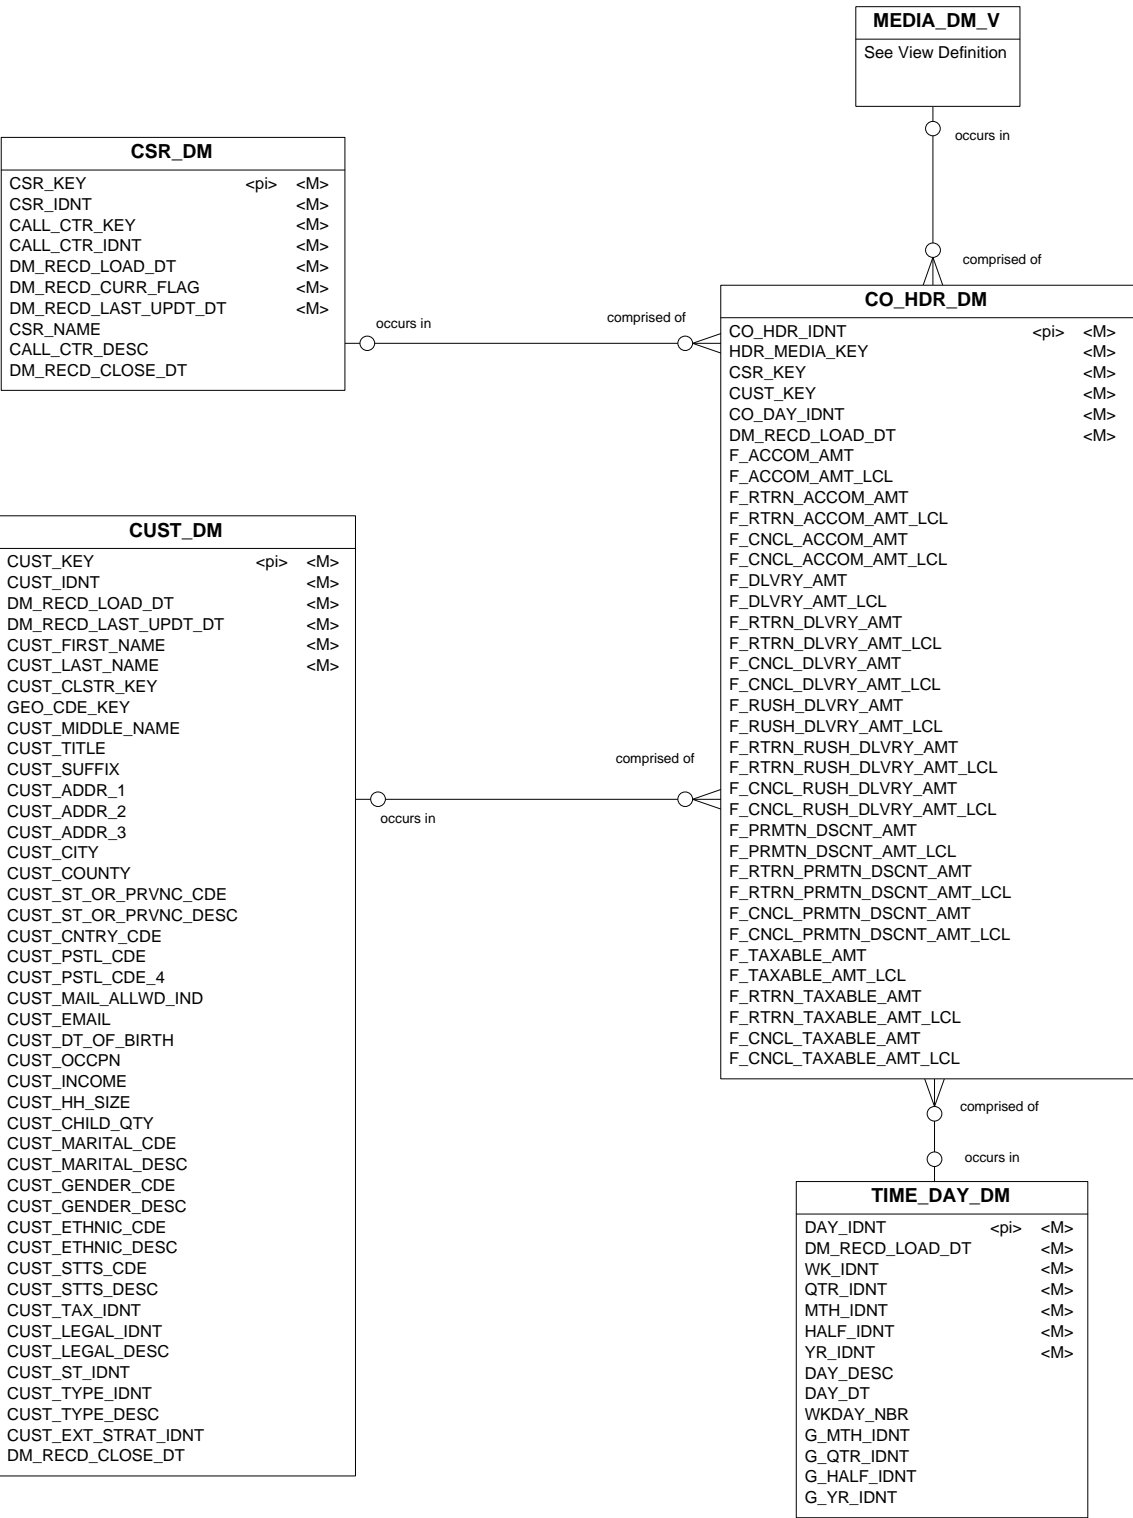 MEDIA_DM_V
See View Definition
occurs in
comprised of
CSR_DM
CSR_KEY <pi> <M>
CSR_IDNT <M>
CALL_CTR_KEY <M>
CALL_CTR_IDNT <M>
DM_RECD_LOAD_DT <M>
DM_RECD_CURR_FLAG <M>
DM_RECD_LAST_UPDT_DT <M>
CSR_NAME
CALL_CTR_DESC
DM_RECD_CLOSE_DT
occurs in
comprised of
CO_HDR_DM
CO_HDR_IDNT <pi> <M>
HDR_MEDIA_KEY <M>
CSR_KEY <M>
CUST_KEY <M>
CO_DAY_IDNT <M>
DM_RECD_LOAD_DT <M>
F_ACCOM_AMT
F_ACCOM_AMT_LCL
F_RTRN_ACCOM_AMT
F_RTRN_ACCOM_AMT_LCL
F_CNCL_ACCOM_AMT
F_CNCL_ACCOM_AMT_LCL
F_DLVRY_AMT
F_DLVRY_AMT_LCL
F_RTRN_DLVRY_AMT
F_RTRN_DLVRY_AMT_LCL
F_CNCL_DLVRY_AMT
F_CNCL_DLVRY_AMT_LCL
F_RUSH_DLVRY_AMT
F_RUSH_DLVRY_AMT_LCL
F_RTRN_RUSH_DLVRY_AMT
F_RTRN_RUSH_DLVRY_AMT_LCL
F_CNCL_RUSH_DLVRY_AMT
F_CNCL_RUSH_DLVRY_AMT_LCL
F_PRMTN_DSCNT_AMT
F_PRMTN_DSCNT_AMT_LCL
F_RTRN_PRMTN_DSCNT_AMT
F_RTRN_PRMTN_DSCNT_AMT_LCL
F_CNCL_PRMTN_DSCNT_AMT
F_CNCL_PRMTN_DSCNT_AMT_LCL
F_TAXABLE_AMT
F_TAXABLE_AMT_LCL
F_RTRN_TAXABLE_AMT
F_RTRN_TAXABLE_AMT_LCL
F_CNCL_TAXABLE_AMT
F_CNCL_TAXABLE_AMT_LCL
CUST_DM
CUST_KEY <pi> <M>
CUST_IDNT <M>
DM_RECD_LOAD_DT <M>
DM_RECD_LAST_UPDT_DT <M>
CUST_FIRST_NAME <M>
CUST_LAST_NAME <M>
CUST_CLSTR_KEY
GEO_CDE_KEY
CUST_MIDDLE_NAME
CUST_TITLE
CUST_SUFFIX
CUST_ADDR_1
CUST_ADDR_2
CUST_ADDR_3
CUST_CITY
CUST_COUNTY
CUST_ST_OR_PRVNC_CDE
CUST_ST_OR_PRVNC_DESC
CUST_CNTRY_CDE
CUST_PSTL_CDE
CUST_PSTL_CDE_4
CUST_MAIL_ALLWD_IND
CUST_EMAIL
CUST_DT_OF_BIRTH
CUST_OCCPN
CUST_INCOME
CUST_HH_SIZE
CUST_CHILD_QTY
CUST_MARITAL_CDE
CUST_MARITAL_DESC
CUST_GENDER_CDE
CUST_GENDER_DESC
CUST_ETHNIC_CDE
CUST_ETHNIC_DESC
CUST_STTS_CDE
CUST_STTS_DESC
CUST_TAX_IDNT
CUST_LEGAL_IDNT
CUST_LEGAL_DESC
CUST_ST_IDNT
CUST_TYPE_IDNT
CUST_TYPE_DESC
CUST_EXT_STRAT_IDNT
DM_RECD_CLOSE_DT
comprised of
occurs in
comprised of
occurs in
TIME_DAY_DM
DAY_IDNT <pi> <M>
DM_RECD_LOAD_DT <M>
WK_IDNT <M>
QTR_IDNT <M>
MTH_IDNT <M>
HALF_IDNT <M>
YR_IDNT <M>
DAY_DESC
DAY_DT
WKDAY_NBR
G_MTH_IDNT
G_QTR_IDNT
G_HALF_IDNT
G_YR_IDNT